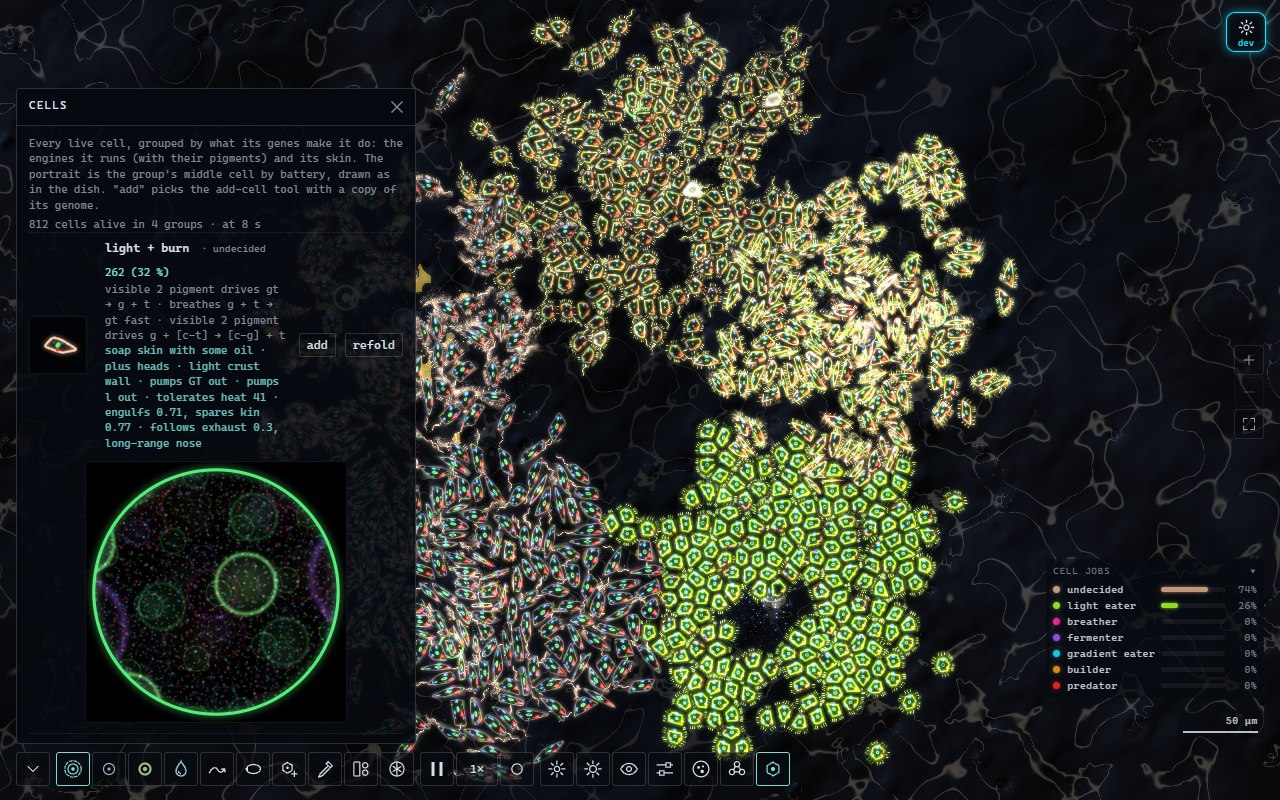 dev
CELLS
Every live cell, grouped by what its genes make it do: the
engines it runs (with their pigments) and its skin. The
portrait is the group's middle cell by battery, drawn as
in the dish. "add" picks the add-cell tool with a copy of
its genome.
812 cells alive in 4 groups · at 8 s
light + burn · undecided
262 (32 %)
visible 2 pigment drives gt
→ g + t · breathes g + t →
gt fast · visible 2 pigment
drives g + [c-t] → [c-g] + t
soap skin with some oil ·
plus heads · light crust
wall · pumps GT out · pumps
l out · tolerates heat 41 ·
engulfs 0.71, spares kin
0.77 · follows exhaust 0.3,
long-range nose
add refold
CELL JOBS
undecided 74%
light eater 26%
breather 0%
fermenter 0%
gradient eater 0%
builder 0%
predator 0%
50 µm
1×